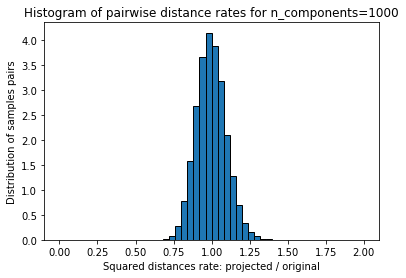 Histogram of pairwise distance rates for n_components=1000
Distribution of samples pairs
4.0
3.5
3.0
2.5
2.0
1.5
1.0
0.5
0.0
0.00 0.25 0.50 0.75 1.00 1.25 1.50 1.75 2.00
Squared distances rate: projected / original